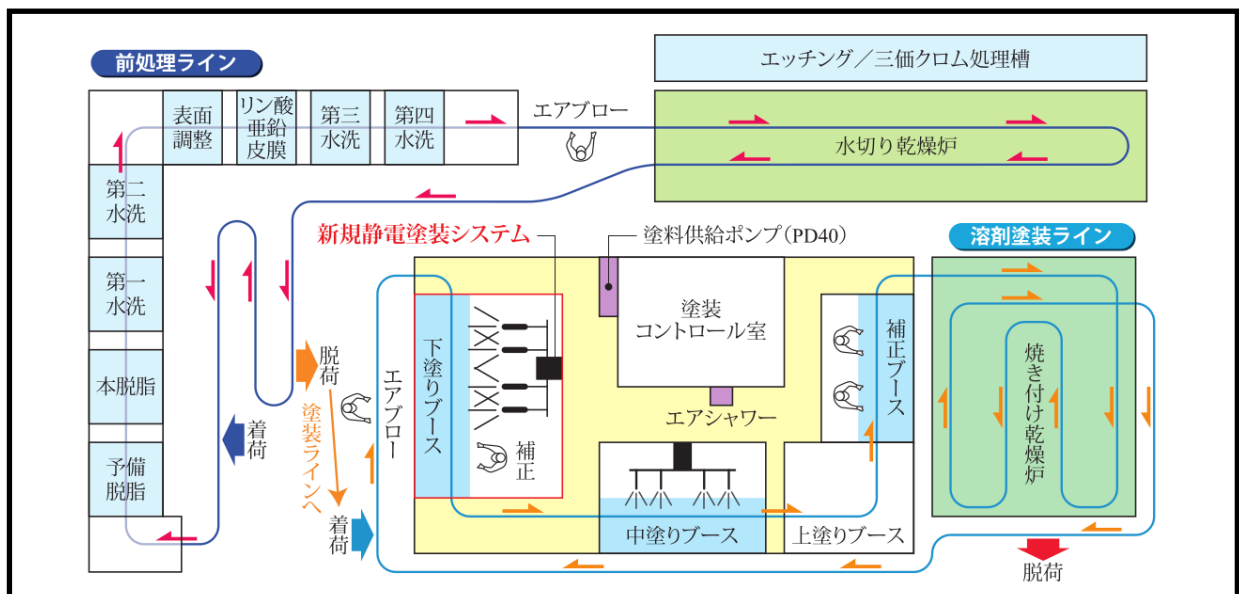 前処理ライン
エッチング／三価クロム処理槽
表面
調整
リン酸
亜鉛
皮膜
第三
水洗
第四
水洗
エアブロー
水切り乾燥炉
第二
水洗
第一
水洗
本脱脂
予備
脱脂
着荷
脱荷
塗装ラインへ
着荷
新規静電塗装システム
塗料供給ポンプ（PD40）
溶剤塗装ライン
エアブロー
下塗りブース
補正
塗装
コントロール室
エアシャワー
中塗りブース
上塗りブース
補正ブース
焼き付け乾燥炉
脱荷